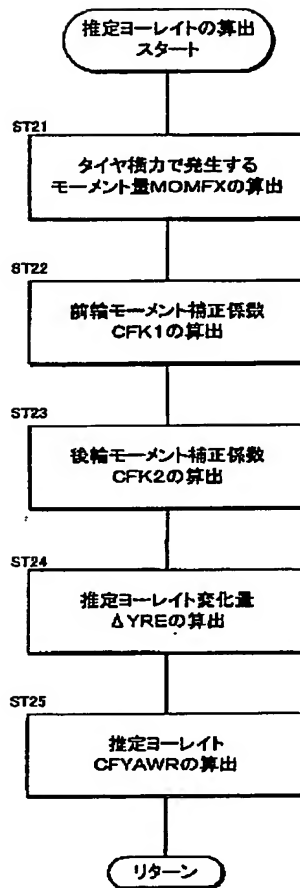 推定ヨーレイトの算出
スタート
ST21
タイヤ横力で発生する
モーメント量MOMFXの算出
ST22
前輪モーメント補正係数
CFK1の算出
ST23
後輪モーメント補正係数
CFK2の算出
ST24
推定ヨーレイト変化量
ΔYREの算出
ST25
推定ヨーレイト
CFYAWRの算出
リターン